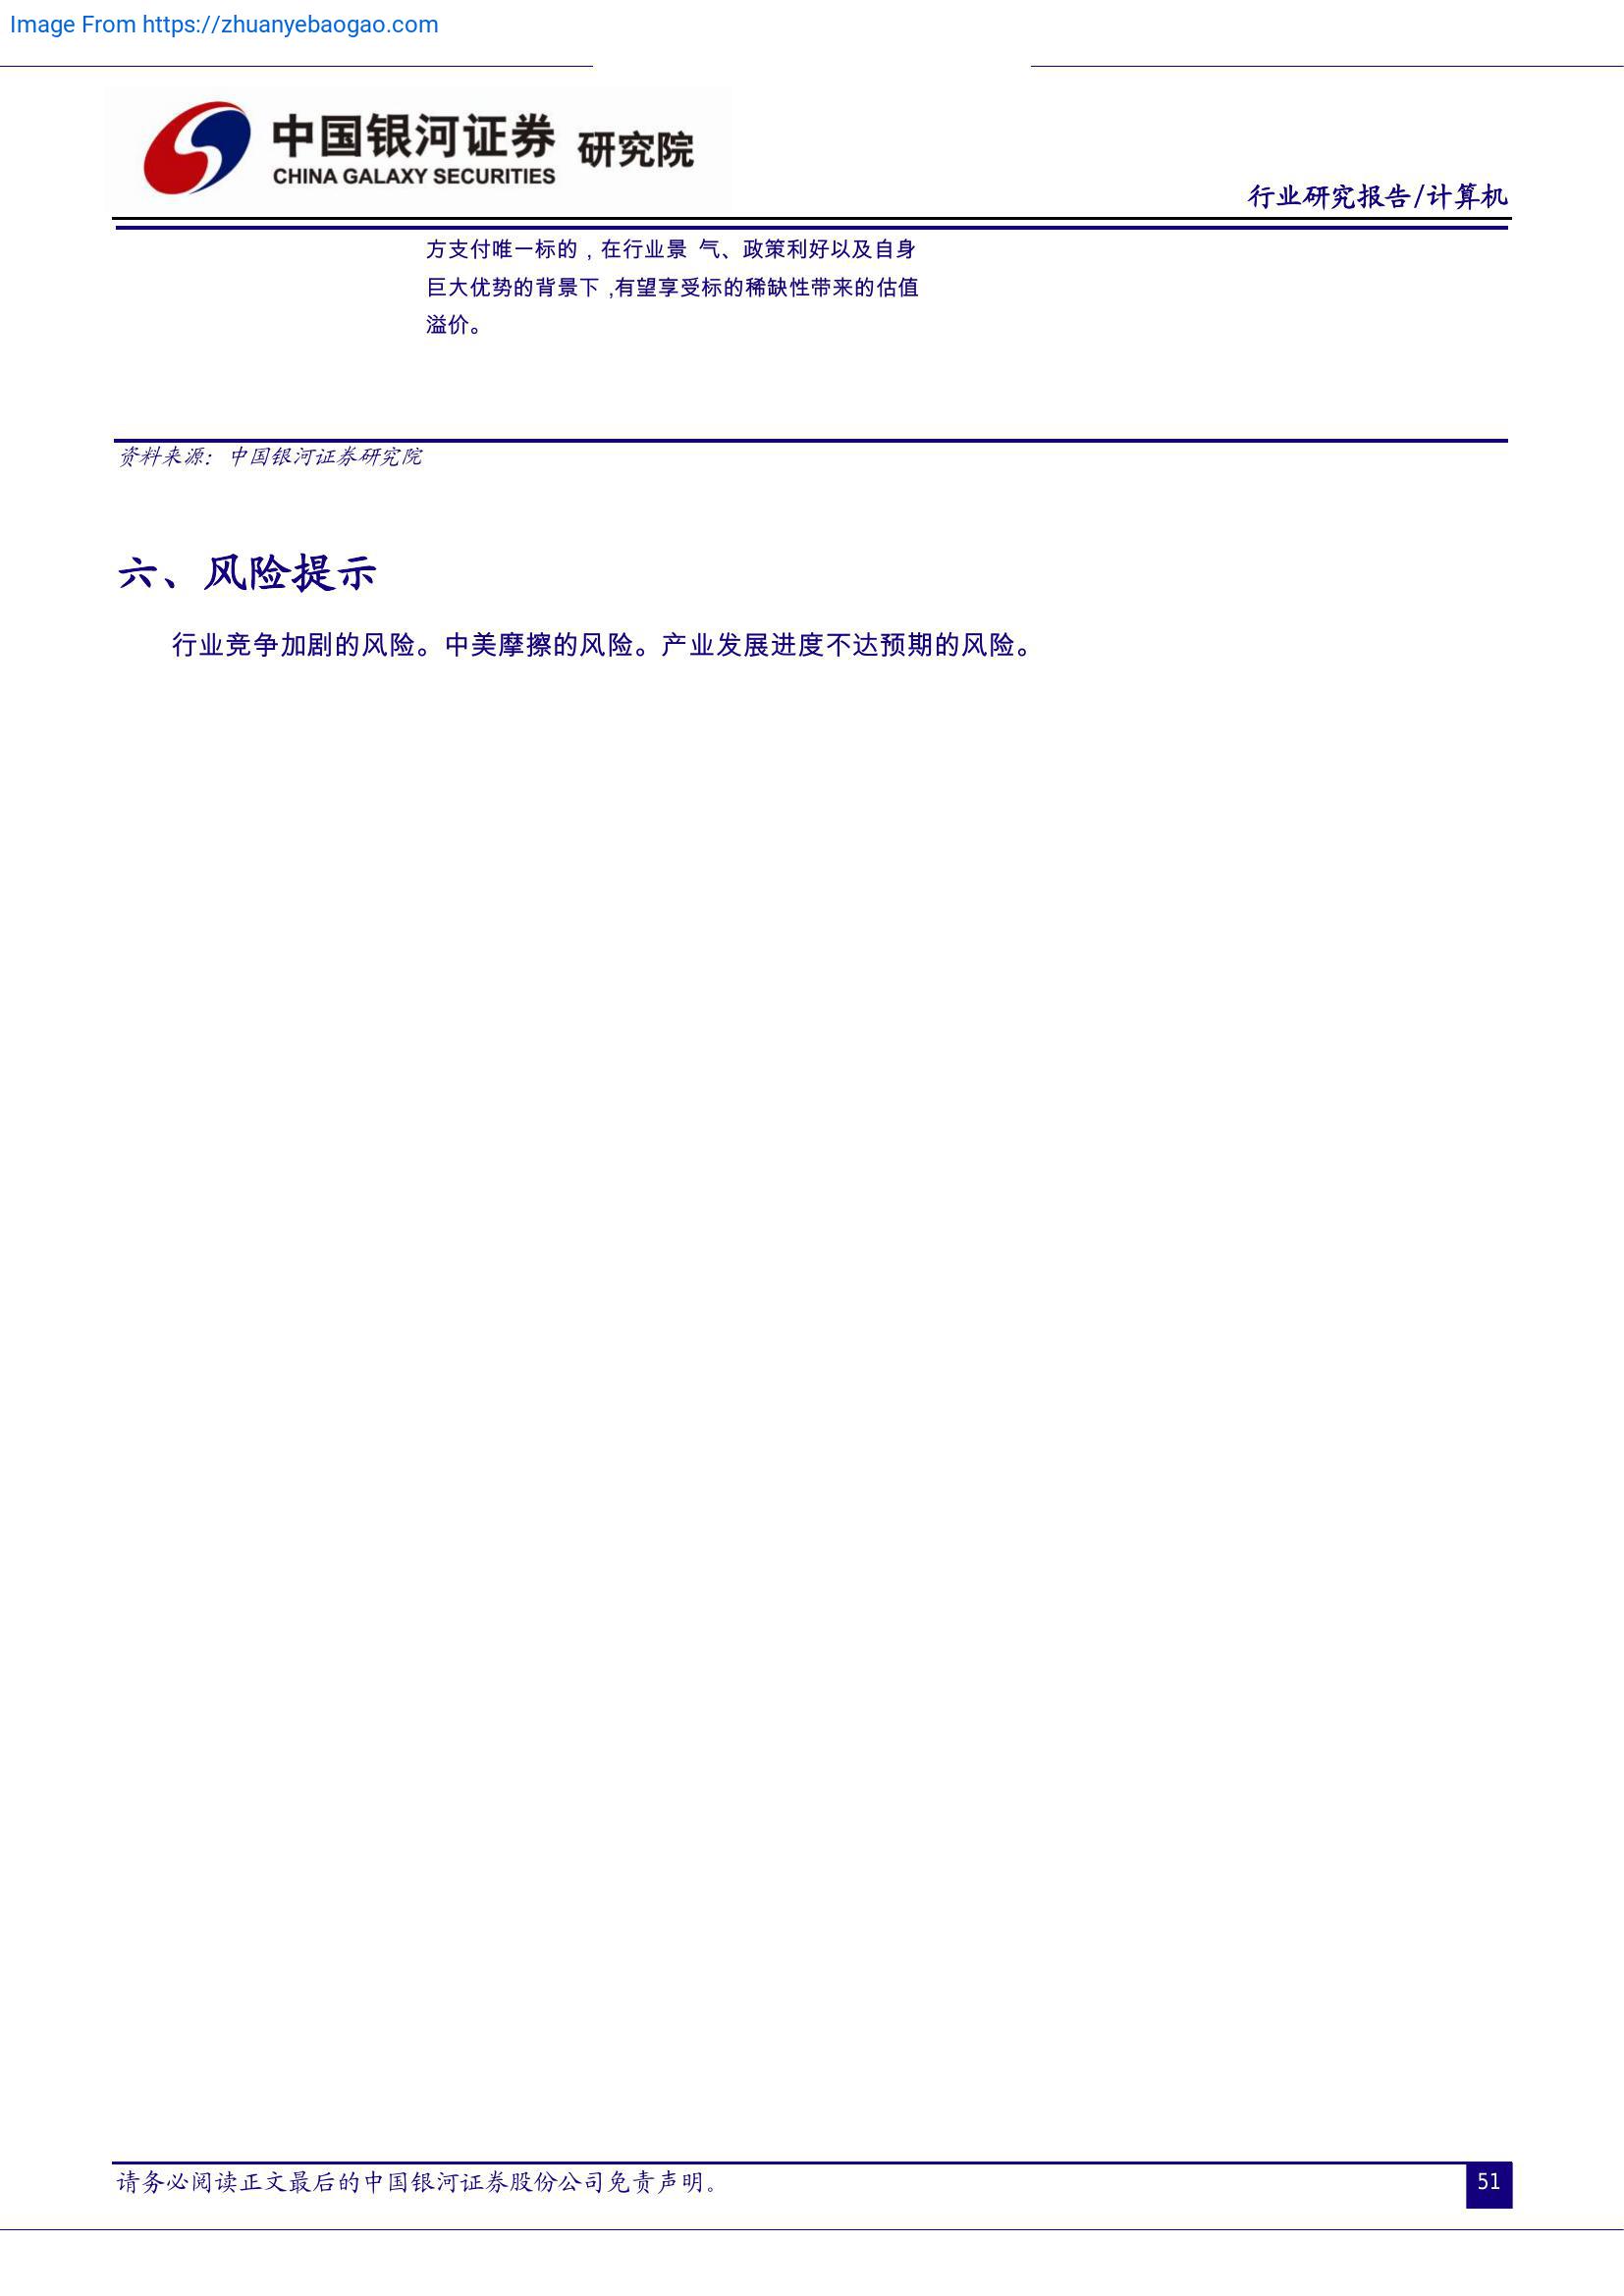 Image From https://zhuanyebaogao.com
中国银河证券 研究院
CHINA GALAXY SECURITIES
行业研究报告/计算机
方支付唯一标的，在行业景 气、政策利好以及自身
巨大优势的背景下 ,有望享受标的稀缺性带来的估值
溢价。
资料来源：中国银河证券研究院
六、风险提示
行业竞争加剧的风险。中美摩擦的风险。产业发展进度不达预期的风险。
请务必阅读正文最后的中国银河证券股份公司免责声明。
51